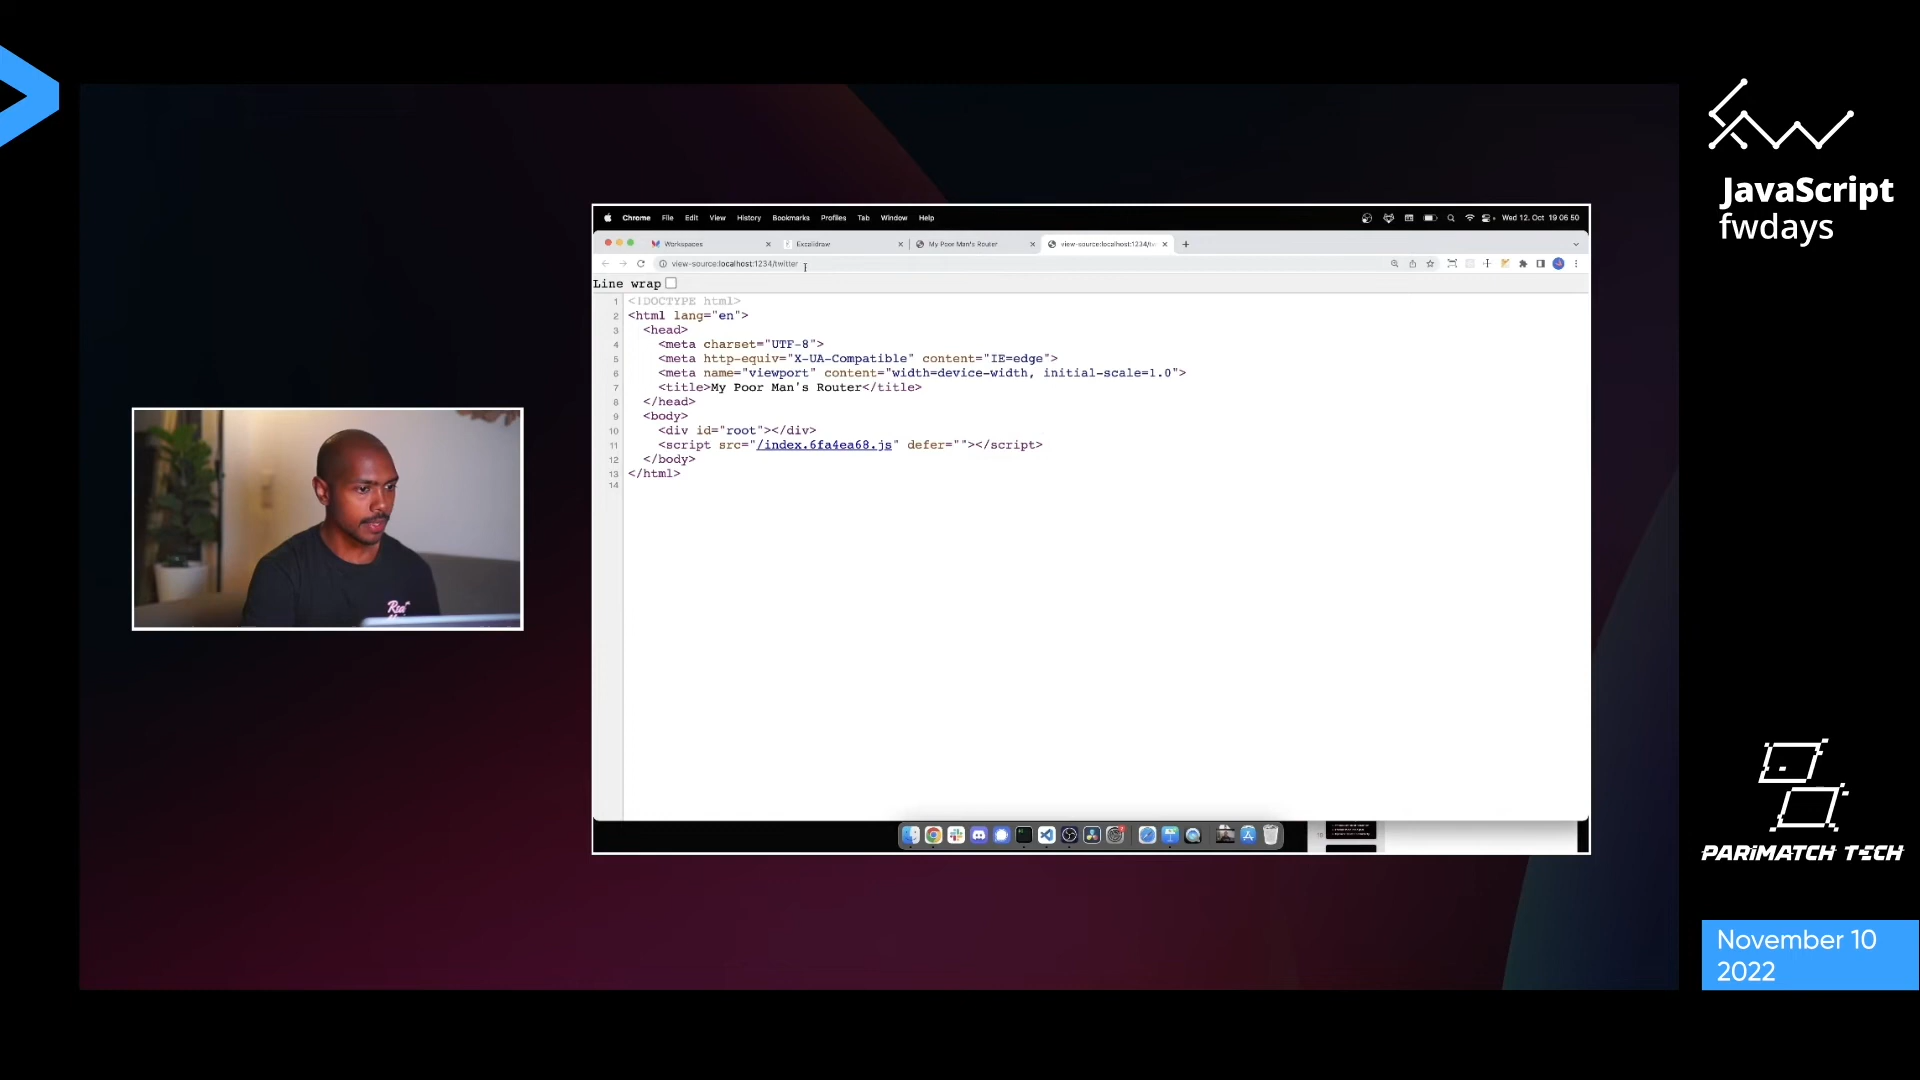 JavaScript
fwdays
Chrome File Edit View History Bookmarks Profiles Tab Window Help
Wed 12. Oct 19 06 50
Workspaces
Excalidraw
My Poor Man's Router
view-source:localhost:1234/tw
view-source:localhost:1234/twitter
Line wrap
1 <!DOCTYPE html>
2 <html lang="en">
3 <head>
4 <meta charset="UTF-8">
5 <meta http-equiv="X-UA-Compatible" content="IE=edge">
6 <meta name="viewport" content="width=device-width, initial-scale=1.0">
7 <title>My Poor Man's Router</title>
8 </head>
9 <body>
10 <div id="root"></div>
11 <script src="/index.6fa4ea68.js" defer=""></script>
12 </body>
13 </html>
14
PARIMATCH TECH
November 10
2022